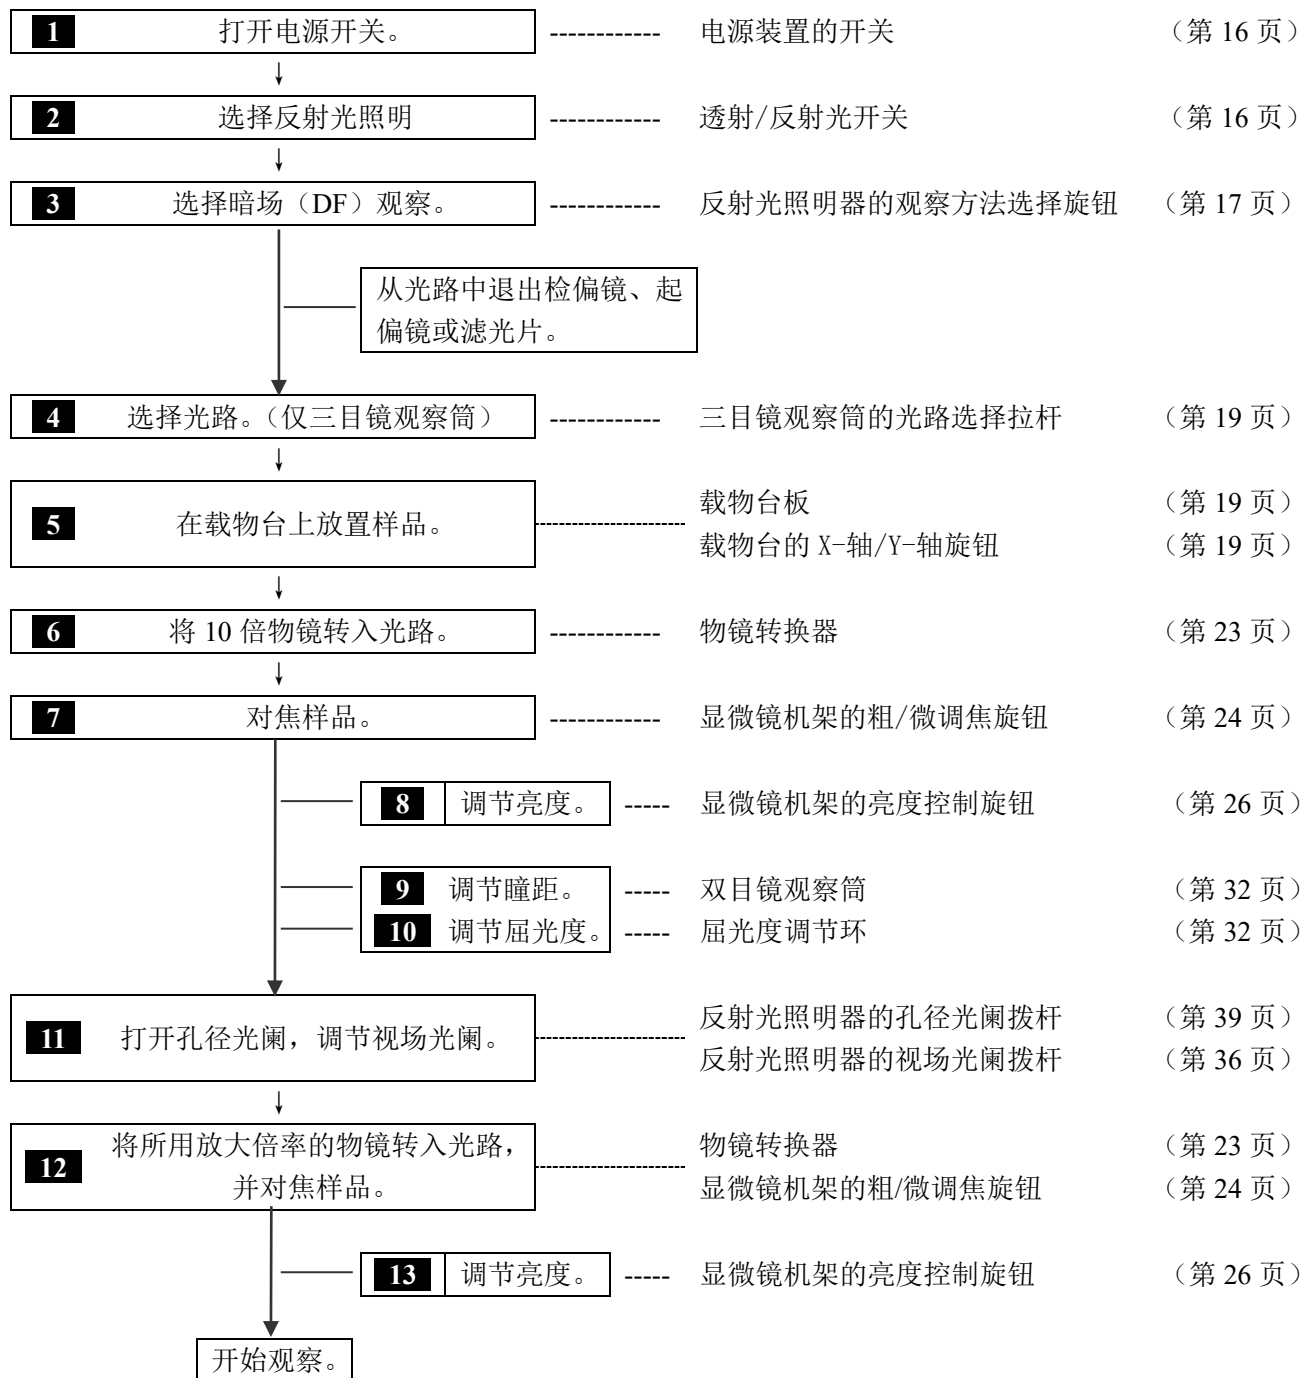 1 打开电源开关。 ------------ 电源装置的开关 （第 16 页）
↓
2 选择反射光照明 ------------ 透射/反射光开关 （第 16 页）
↓
3 选择暗场（DF）观察。 ------------ 反射光照明器的观察方法选择旋钮 （第 17 页）
从光路中退出检偏镜、起
偏镜或滤光片。
4 选择光路。（仅三目镜观察筒） ------------ 三目镜观察筒的光路选择拉杆 （第 19 页）
↓
5 在载物台上放置样品。 载物台板 （第 19 页）
载物台的 X-轴/Y-轴旋钮 （第 19 页）
↓
6 将 10 倍物镜转入光路。 ------------ 物镜转换器 （第 23 页）
↓
7 对焦样品。 ------------ 显微镜机架的粗/微调焦旋钮 （第 24 页）
8 调节亮度。 ----- 显微镜机架的亮度控制旋钮 （第 26 页）
9 调节瞳距。 ----- 双目镜观察筒 （第 32 页）
10 调节屈光度。 ----- 屈光度调节环 （第 32 页）
11 打开孔径光阑，调节视场光阑。 反射光照明器的孔径光阑拨杆 （第 39 页）
反射光照明器的视场光阑拨杆 （第 36 页）
↓
12 将所用放大倍率的物镜转入光路， 物镜转换器 （第 23 页）
并对焦样品。 显微镜机架的粗/微调焦旋钮 （第 24 页）
13 调节亮度。 ----- 显微镜机架的亮度控制旋钮 （第 26 页）
开始观察。